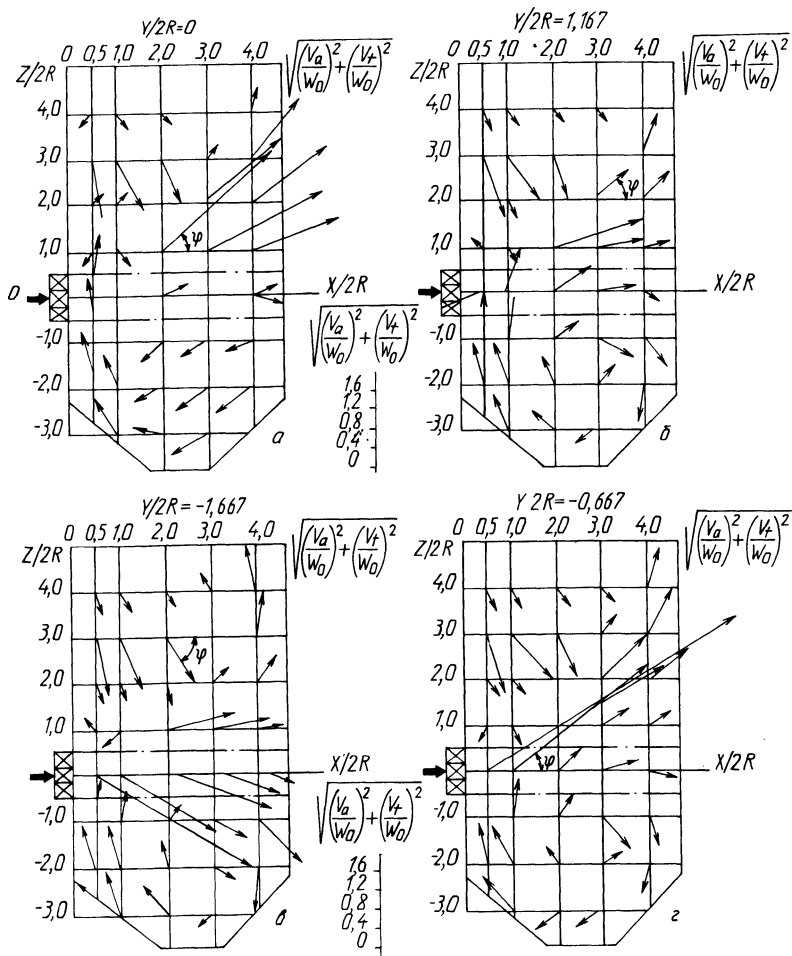 Y/2R=0
0 0,5 1,0 2,0 3,0 4,0
√((Va/W0)² + (Vt/W0)²)
Z/2R
4,0
3,0
2,0
φ
1,0
0
X/2R
-1,0
-2,0
-3,0
а
√((Va/W0)² + (Vt/W0)²)
1,6
1,2
0,8
0,4
0
Y/2R=1,167
0 0,5 1,0 2,0 3,0 4,0
√((Va/W0)² + (Vt/W0)²)
Z/2R
4,0
3,0
2,0
φ
1,0
X/2R
-1,0
-2,0
-3,0
б
Y/2R=-1,667
0 0,5 1,0 2,0 3,0 4,0
√((Va/W0)² + (Vt/W0)²)
Z/2R
4,0
3,0
φ
2,0
1,0
X/2R
-1,0
-2,0
-3,0
в
√((Va/W0)² + (Vt/W0)²)
1,6
1,2
0,8
0,4
0
Y 2R=-0,667
0 0,5 1,0 2,0 3,0 4,0
√((Va/W0)² + (Vt/W0)²)
Z/2R
4,0
3,0
2,0
1,0
φ
X/2R
-1,0
-2,0
-3,0
г